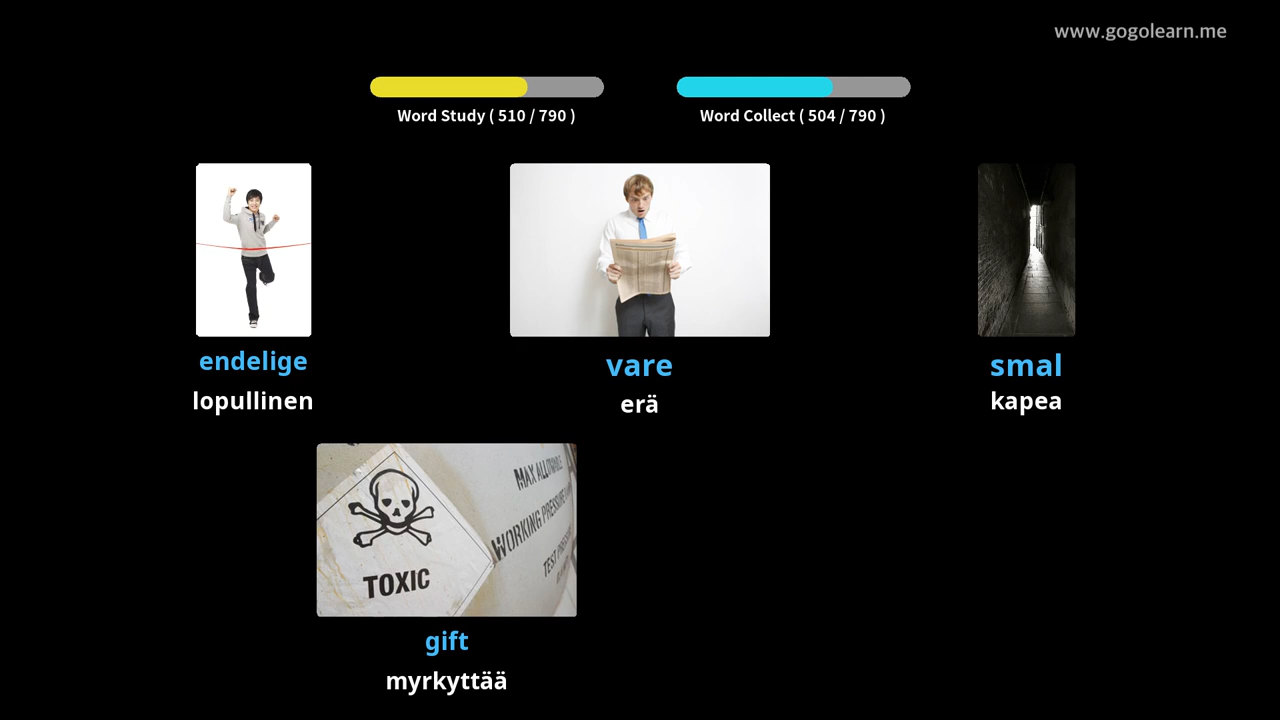 www.gogolearn.me
Word Study ( 510 / 790 )
Word Collect ( 504 / 790 )
endelige
lopullinen
vare
erä
smal
kapea
TOXIC
MAX ALLOWABLE
WORKING PRESSURE
TEST PRESSURE
gift
myrkyttää